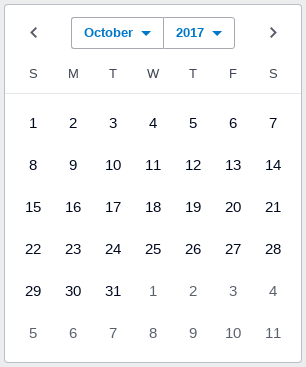 October 2017
S M T W T F S
1 2 3 4 5 6 7
8 9 10 11 12 13 14
15 16 17 18 19 20 21
22 23 24 25 26 27 28
29 30 31 1 2 3 4
5 6 7 8 9 10 11